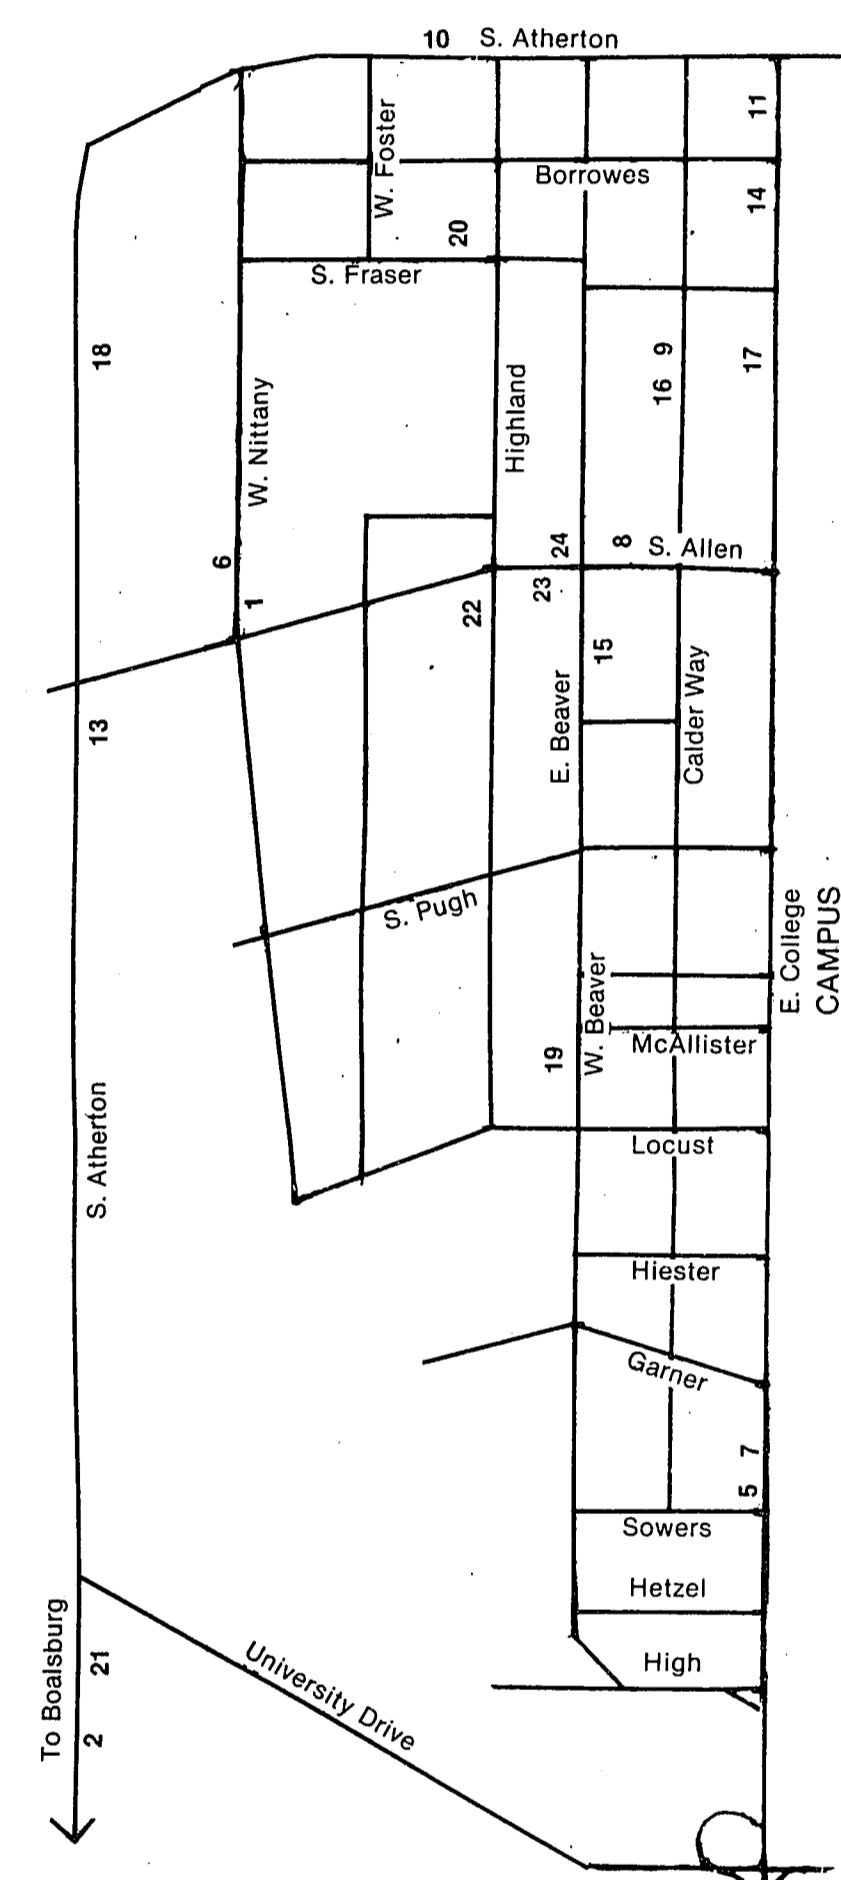 10 S. Atherton
11
W. Foster
Borrowes
14
20
S. Fraser
18
9
16
17
W. Nittany
Highland
6
24
8
S. Allen
1
23
22
15
13
E. Beaver
Calder Way
S. Pugh
E. College
CAMPUS
W. Beaver
McAllister
19
S. Atherton
Locust
Hiester
Garner
7
5
Sowers
Hetzel
To Boalsburg
21
University Drive
High
2